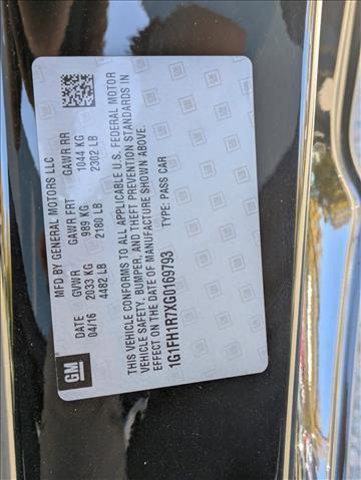 GM
MFD BY GENERAL MOTORS LLC
DATE GVWR GAWR FRT GAWR RR
04/16 2033 KG 989 KG 1044 KG
4482 LB 2180 LB 2302 LB
THIS VEHICLE CONFORMS TO ALL APPLICABLE U.S. FEDERAL MOTOR
VEHICLE SAFETY, BUMPER, AND THEFT PREVENTION STANDARDS IN
EFFECT ON THE DATE OF MANUFACTURE SHOWN ABOVE.
1G1FH1R7XG0169793 TYPE: PASS CAR